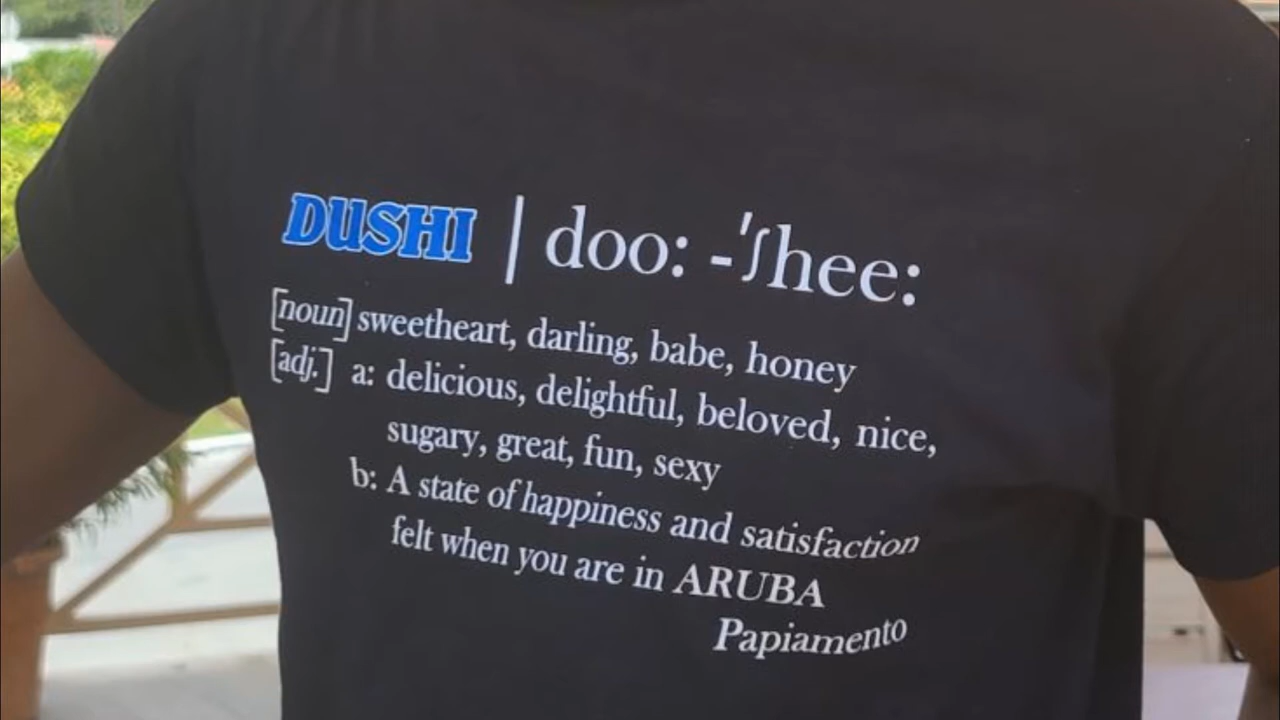 DUSHI | doo: -'ʃhee:
[noun] sweetheart, darling, babe, honey
[adj.] a: delicious, delightful, beloved, nice,
sugary, great, fun, sexy
b: A state of happiness and satisfaction
felt when you are in ARUBA
Papiamento